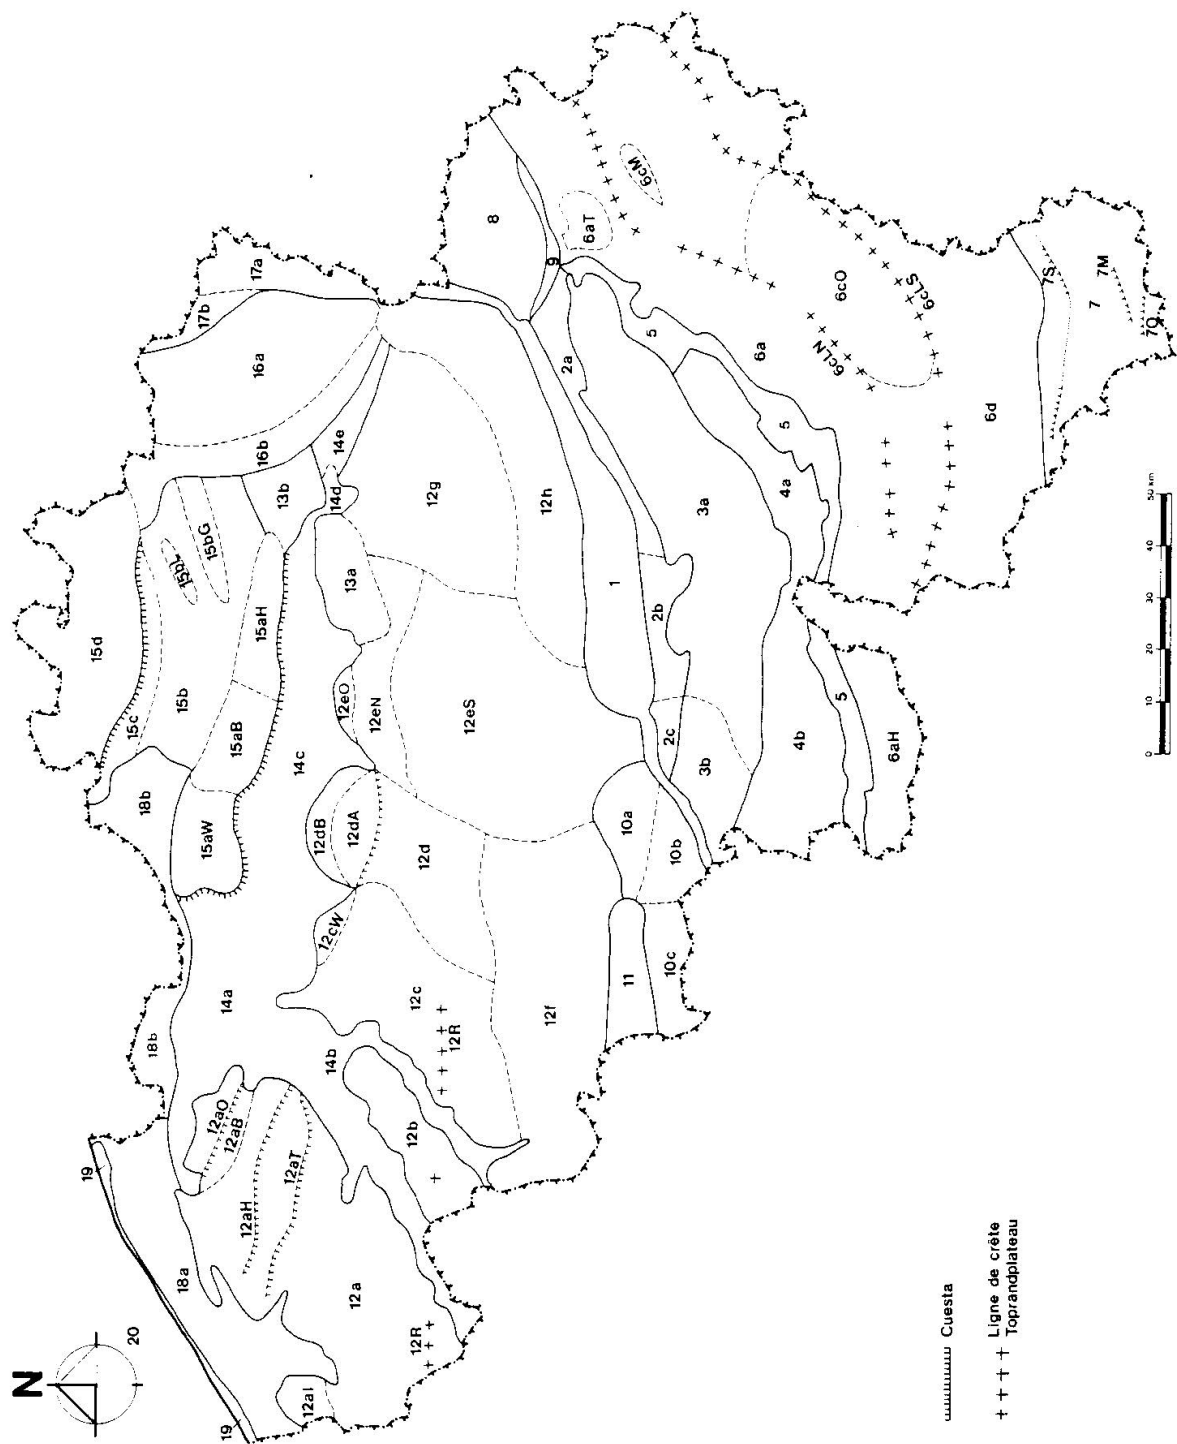 N
20
19
19
18a
18b
18b
17a
17b
16a
16b
15d
15c
15b
15bL
15bG
15aH
15aB
15aW
14a
14b
14c
14d
14e
13a
13b
12aO
12aB
12aH
12aT
12a
12aI
12R
12b
12c
12R
12cW
12dB
12dA
12d
12eO
12eN
12eS
12f
12g
12h
11
10a
10b
10c
9
8
1
2a
2b
2c
3a
3b
4a
4b
5
5
5
6a
6aT
6aH
6cM
6cO
6cLN
6cLS
6d
7S
7
7M
7O
Cuesta
Ligne de crête
Toprandplateau
0 10 20 30 40 50 km